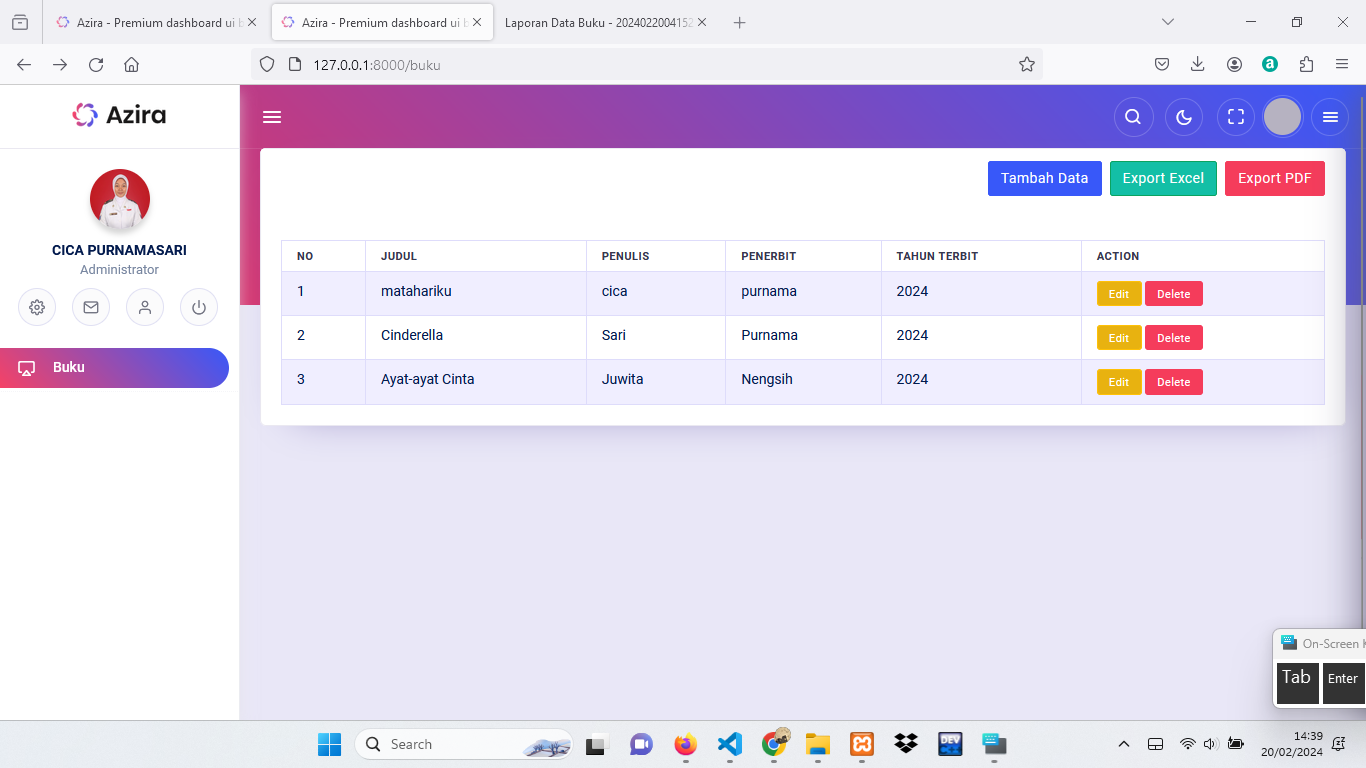 Azira - Premium dashboard ui b
Azira - Premium dashboard ui b
Laporan Data Buku - 2024022004152
127.0.0.1:8000/buku
Azira
CICA PURNAMASARI
Administrator
Buku
Tambah Data
Export Excel
Export PDF
NO JUDUL PENULIS PENERBIT TAHUN TERBIT ACTION
1 matahariku cica purnama 2024 Edit Delete
2 Cinderella Sari Purnama 2024 Edit Delete
3 Ayat-ayat Cinta Juwita Nengsih 2024 Edit Delete
On-Screen K
Tab
Enter
Search
DEV
14:39
20/02/2024